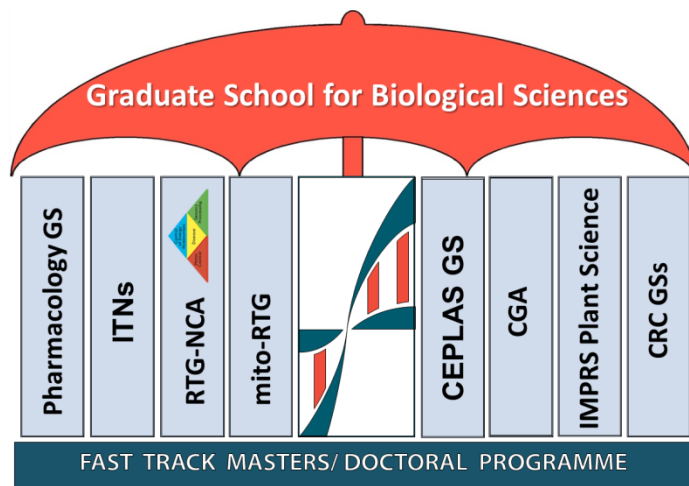 Graduate School for Biological Sciences
Pharmacology GS
ITNs
RTG-NCA
Disease
mito-RTG
CEPLAS GS
CGA
IMPRS Plant Science
CRC GSs
FAST TRACK MASTERS/ DOCTORAL PROGRAMME